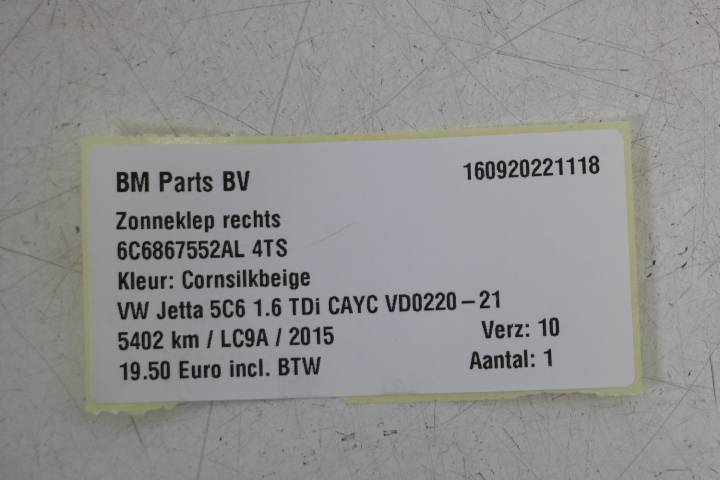 BM Parts BV 160920221118
Zonneklep rechts
6C6867552AL 4TS
Kleur: Cornsilkbeige
VW Jetta 5C6 1.6 TDi CAYC VD0220-21
5402 km / LC9A / 2015 Verz: 10
19.50 Euro incl. BTW Aantal: 1